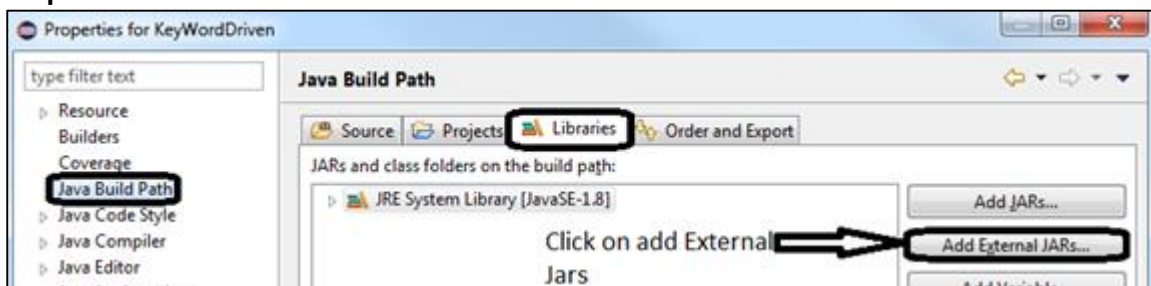 Properties for KeyWordDriven
type filter text
Resource
Builders
Coverage
Java Build Path
Java Code Style
Java Compiler
Java Editor
Java Build Path
Source
Projects
Libraries
Order and Export
JARs and class folders on the build path:
JRE System Library [JavaSE-1.8]
Click on add External
Jars
Add JARs...
Add External JARs...